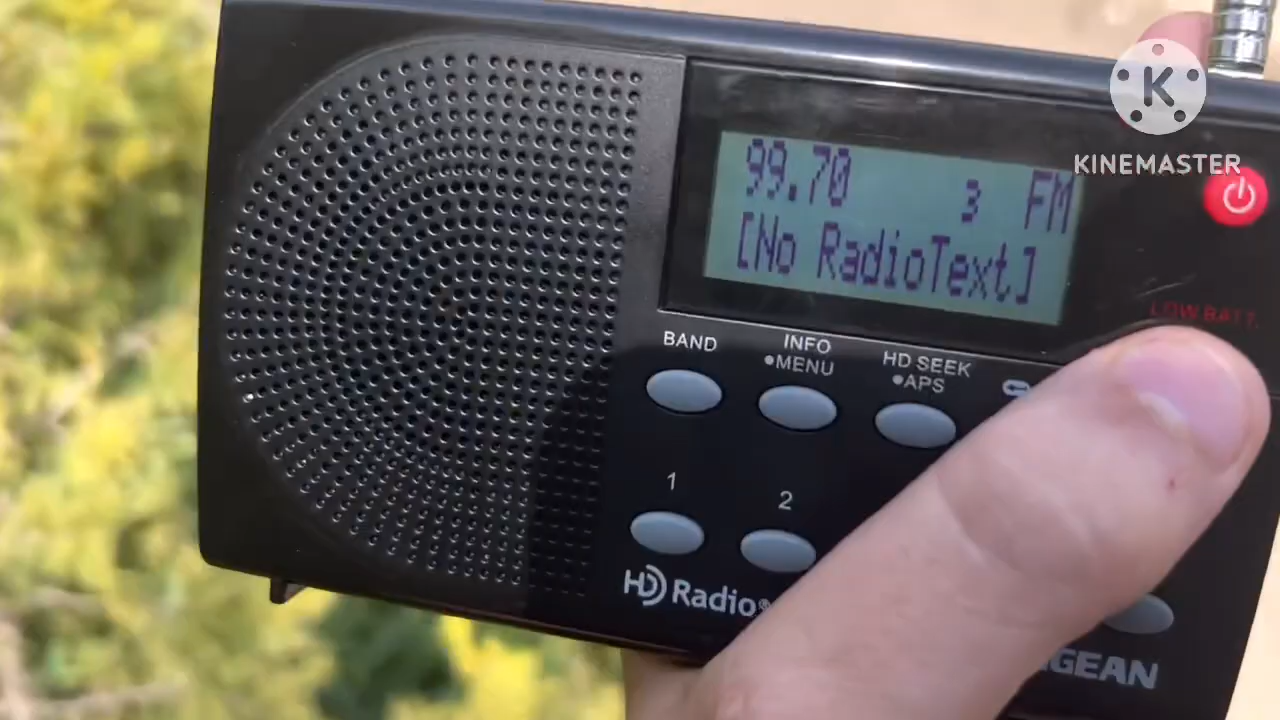 K
KINEMASTER
99.70 3 FM
[No RadioText]
LOW BATT.
BAND
INFO
•MENU
HD SEEK
•APS
1
2
HD Radio®
GEAN